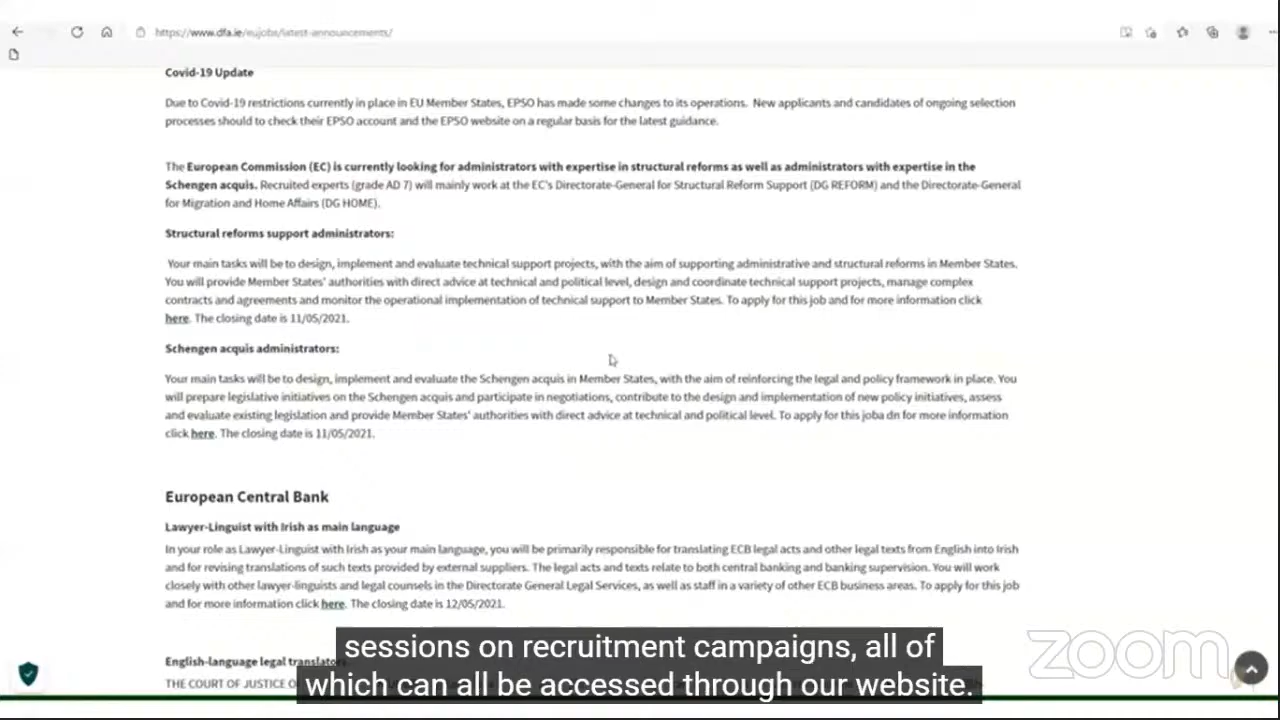 https://www.dfa.ie/eujobs/latest-announcements/
Covid-19 Update
Due to Covid-19 restrictions currently in place in EU Member States, EPSO has made some changes to its operations. New applicants and candidates of ongoing selection
processes should to check their EPSO account and the EPSO website on a regular basis for the latest guidance.
The European Commission (EC) is currently looking for administrators with expertise in structural reforms as well as administrators with expertise in the
Schengen acquis. Recruited experts (grade AD 7) will mainly work at the EC's Directorate-General for Structural Reform Support (DG REFORM) and the Directorate-General
for Migration and Home Affairs (DG HOME).
Structural reforms support administrators:
Your main tasks will be to design, implement and evaluate technical support projects, with the aim of supporting administrative and structural reforms in Member States.
You will provide Member States' authorities with direct advice at technical and political level, design and coordinate technical support projects, manage complex
contracts and agreements and monitor the operational implementation of technical support to Member States. To apply for this job and for more information click
here. The closing date is 11/05/2021.
Schengen acquis administrators:
Your main tasks will be to design, implement and evaluate the Schengen acquis in Member States, with the aim of reinforcing the legal and policy framework in place. You
will prepare legislative initiatives on the Schengen acquis and participate in negotiations, contribute to the design and implementation of new policy initiatives, assess
and evaluate existing legislation and provide Member States' authorities with direct advice at technical and political level. To apply for this joba dn for more information
click here. The closing date is 11/05/2021.
European Central Bank
Lawyer-Linguist with Irish as main language
In your role as Lawyer-Linguist with Irish as your main language, you will be primarily responsible for translating ECB legal acts and other legal texts from English into Irish
and for revising translations of such texts provided by external suppliers. The legal acts and texts relate to both central banking and banking supervision. You will work
closely with other lawyer-linguists and legal counsels in the Directorate General Legal Services, as well as staff in a variety of other ECB business areas. To apply for this job
and for more information click here. The closing date is 12/05/2021.
English-language legal translators
THE COURT OF JUSTICE
sessions on recruitment campaigns, all of
which can all be accessed through our website.
zoom